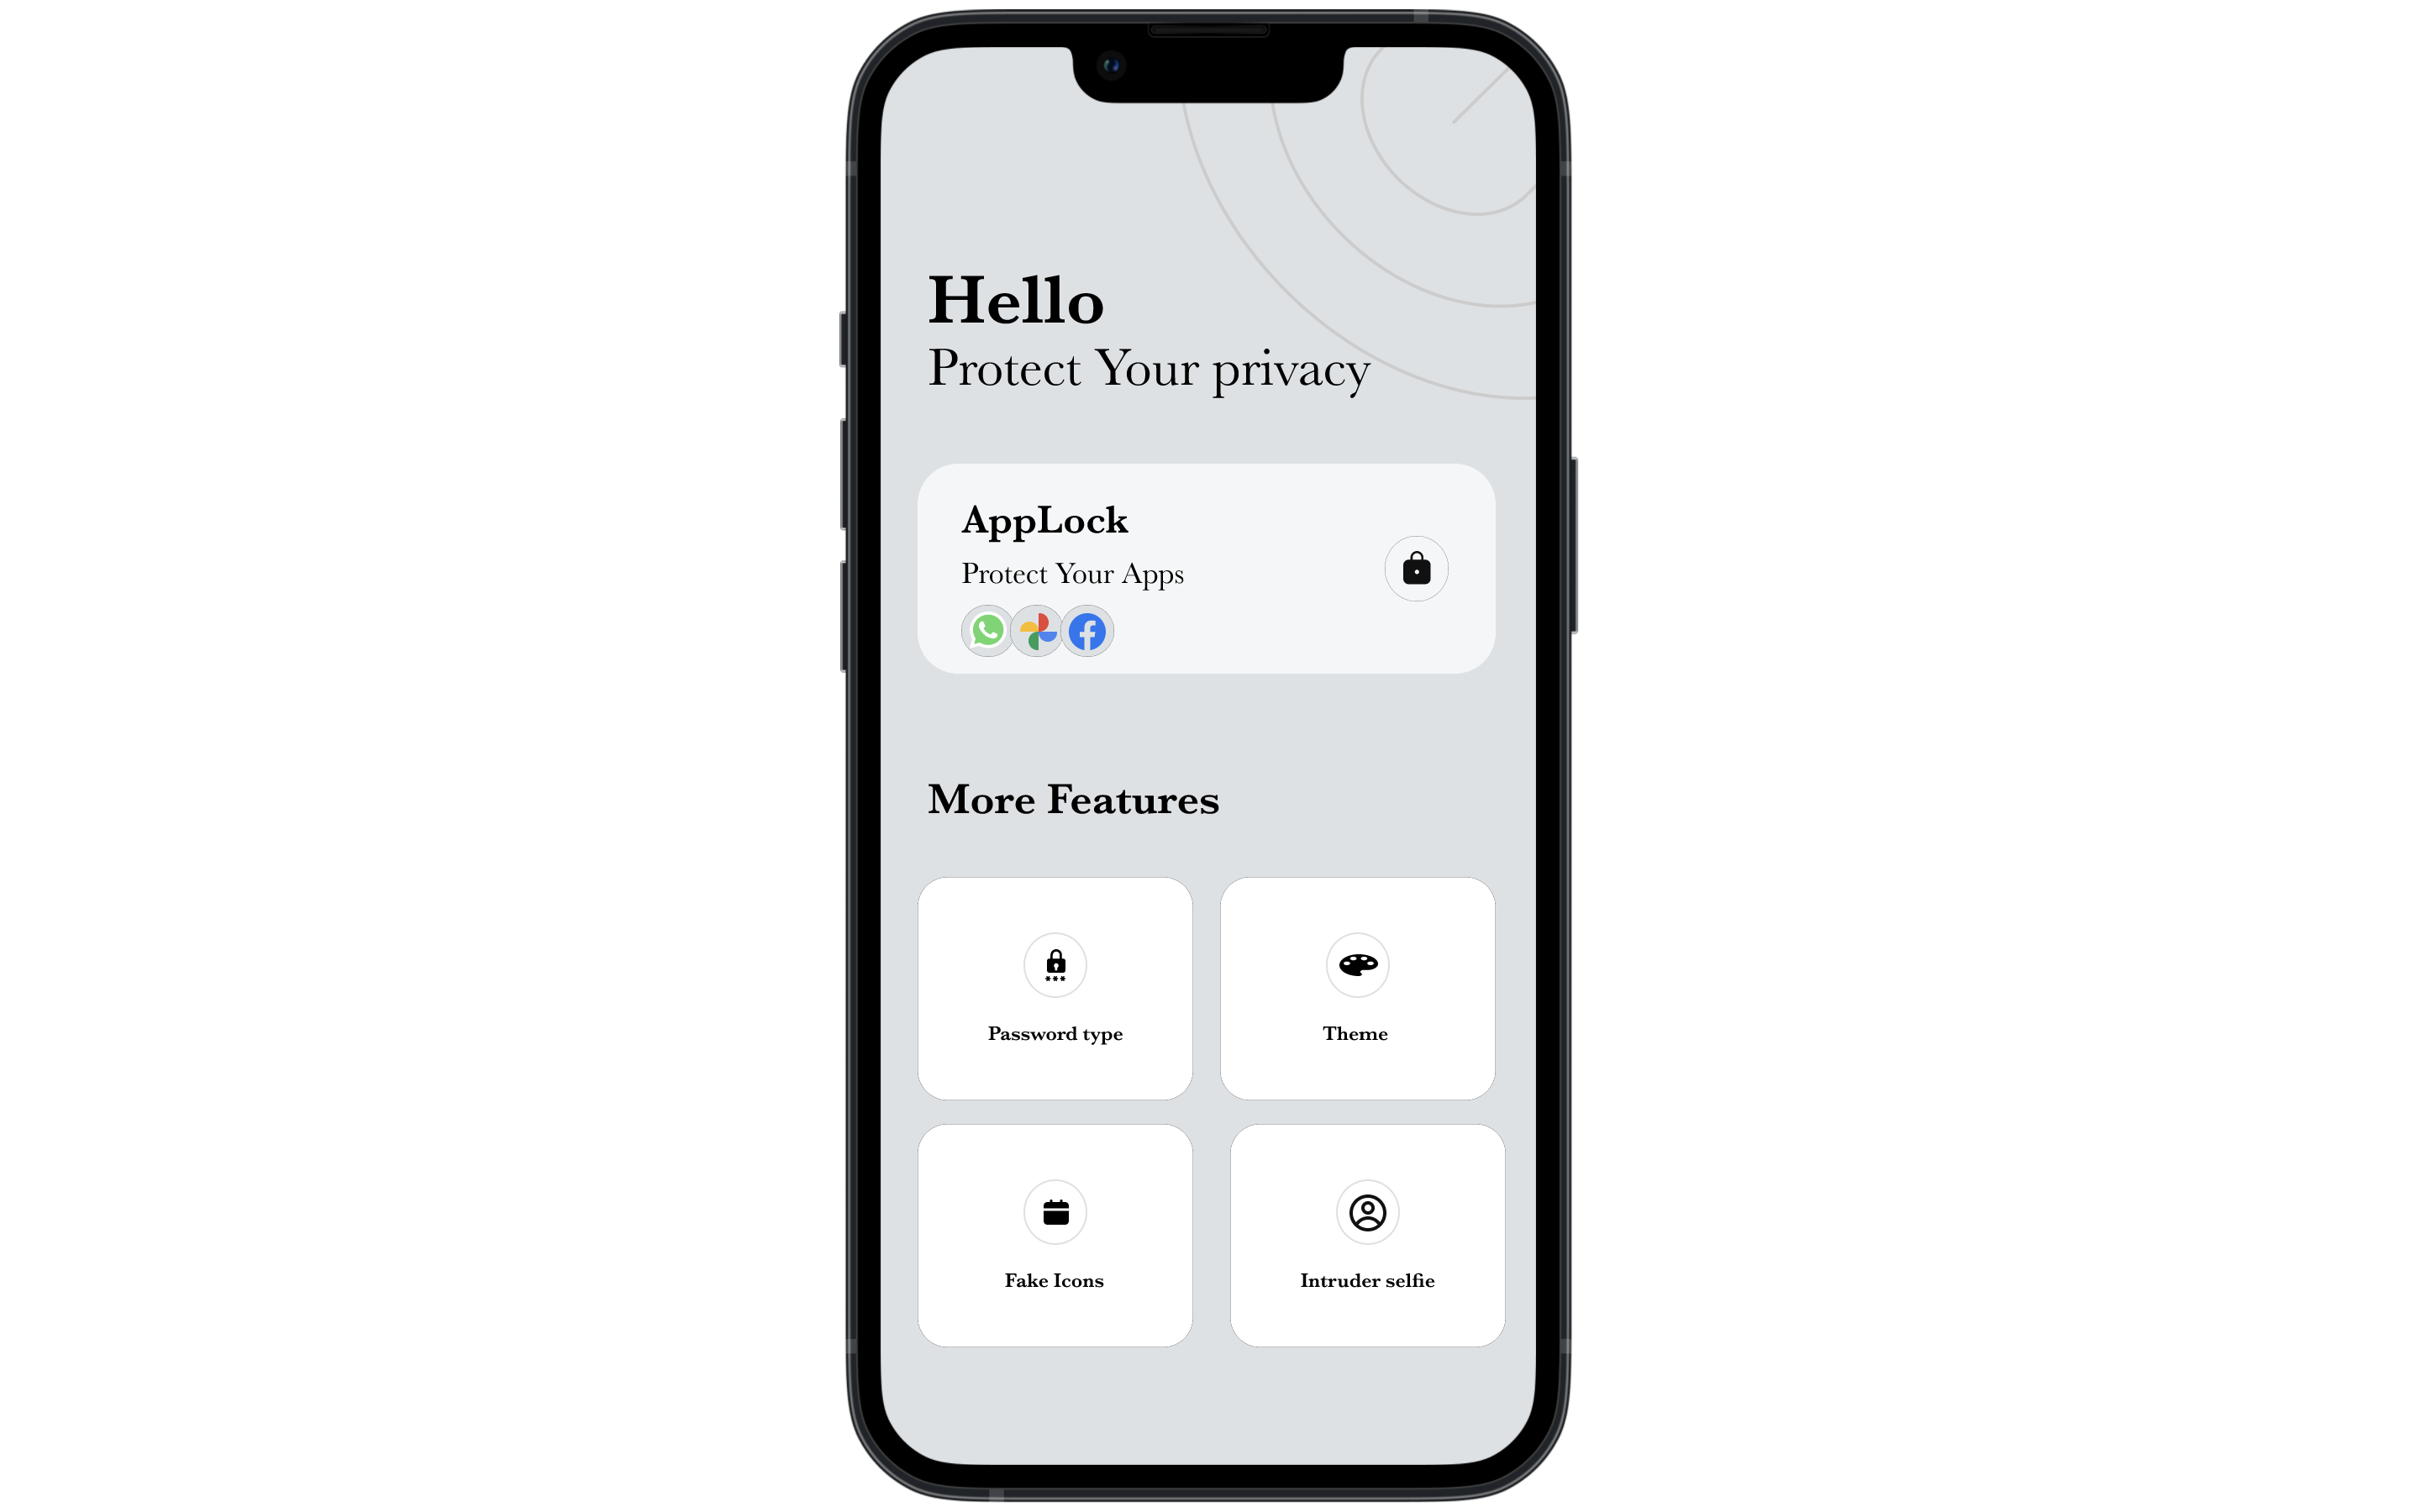 Hello
Protect Your privacy
AppLock
Protect Your Apps
More Features
Password type
Theme
Fake Icons
Intruder selfie